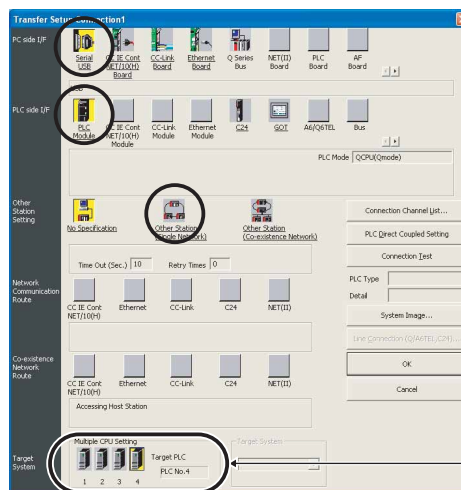 Transfer Setup Connection1
PC side I/F
Serial USB
CC IE Cont NET/10(H) Board
CC-Link Board
Ethernet Board
Q Series Bus
NET(II) Board
PLC Board
AF Board
USB
PLC side I/F
PLC Module
CC IE Cont NET/10(H) Module
CC-Link Module
Ethernet Module
C24
GOT
A6/Q6TEL
Bus
PLC Mode QCPU(Qmode)
Other Station Setting
No Specification
Other Station (Single Network)
Other Station (Co-existence Network)
Time Out (Sec.) 10 Retry Times 0
Connection Channel List...
PLC Direct Coupled Setting
Connection Test
PLC Type
Detail
System Image...
Line Connection (Q/A6TEL,C24)...
OK
Cancel
Network Communication Route
CC IE Cont NET/10(H)
Ethernet
CC-Link
C24
NET(II)
Co-existence Network Route
CC IE Cont NET/10(H)
Ethernet
CC-Link
C24
NET(II)
Accessing Host Station
Target System
Multiple CPU Setting
1 2 3 4
Target PLC
PLC No.4
Target System